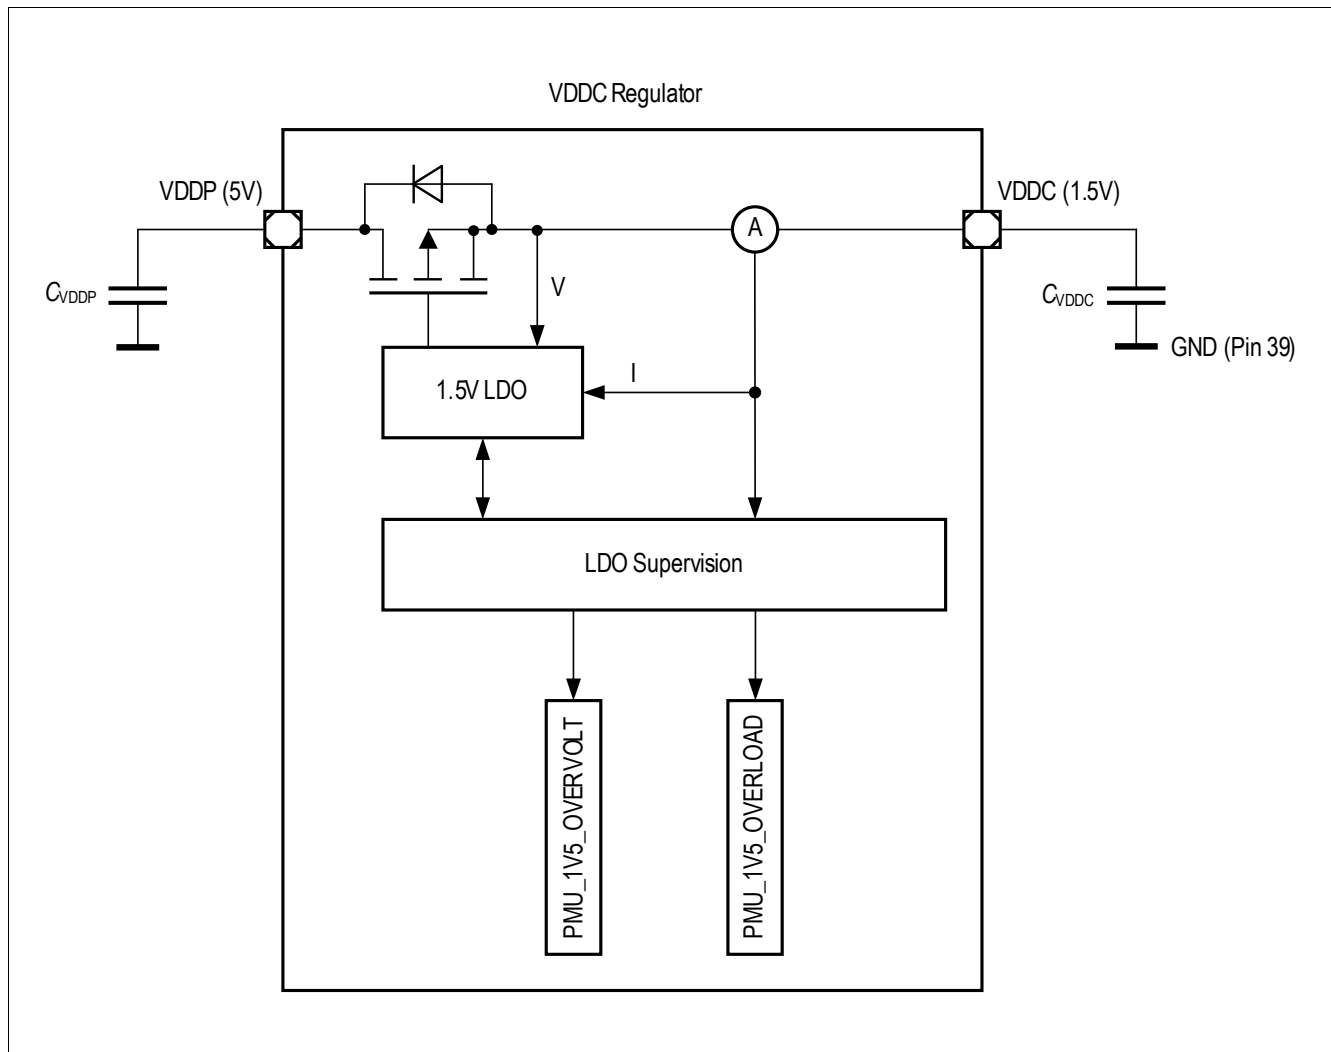 VDDC Regulator
VDDP (5V)
VDDC (1.5V)
A
CVDDP
V
CVDDC
GND (Pin 39)
I
1.5V LDO
LDO Supervision
PMU_1V5_OVERVOLT
PMU_1V5_OVERLOAD